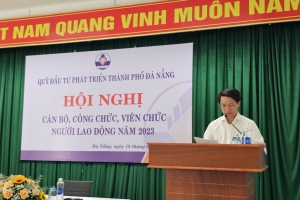 NAM QUANG VINH MUÔN NĂM
QUỸ ĐẦU TƯ PHÁT TRIỂN THÀNH PHỐ ĐÀ NẴNG
HỘI NGHỊ
CÁN BỘ, CÔNG CHỨC, VIÊN CHỨC
NGƯỜI LAO ĐỘNG NĂM 2023
Đà Nẵng, ngày